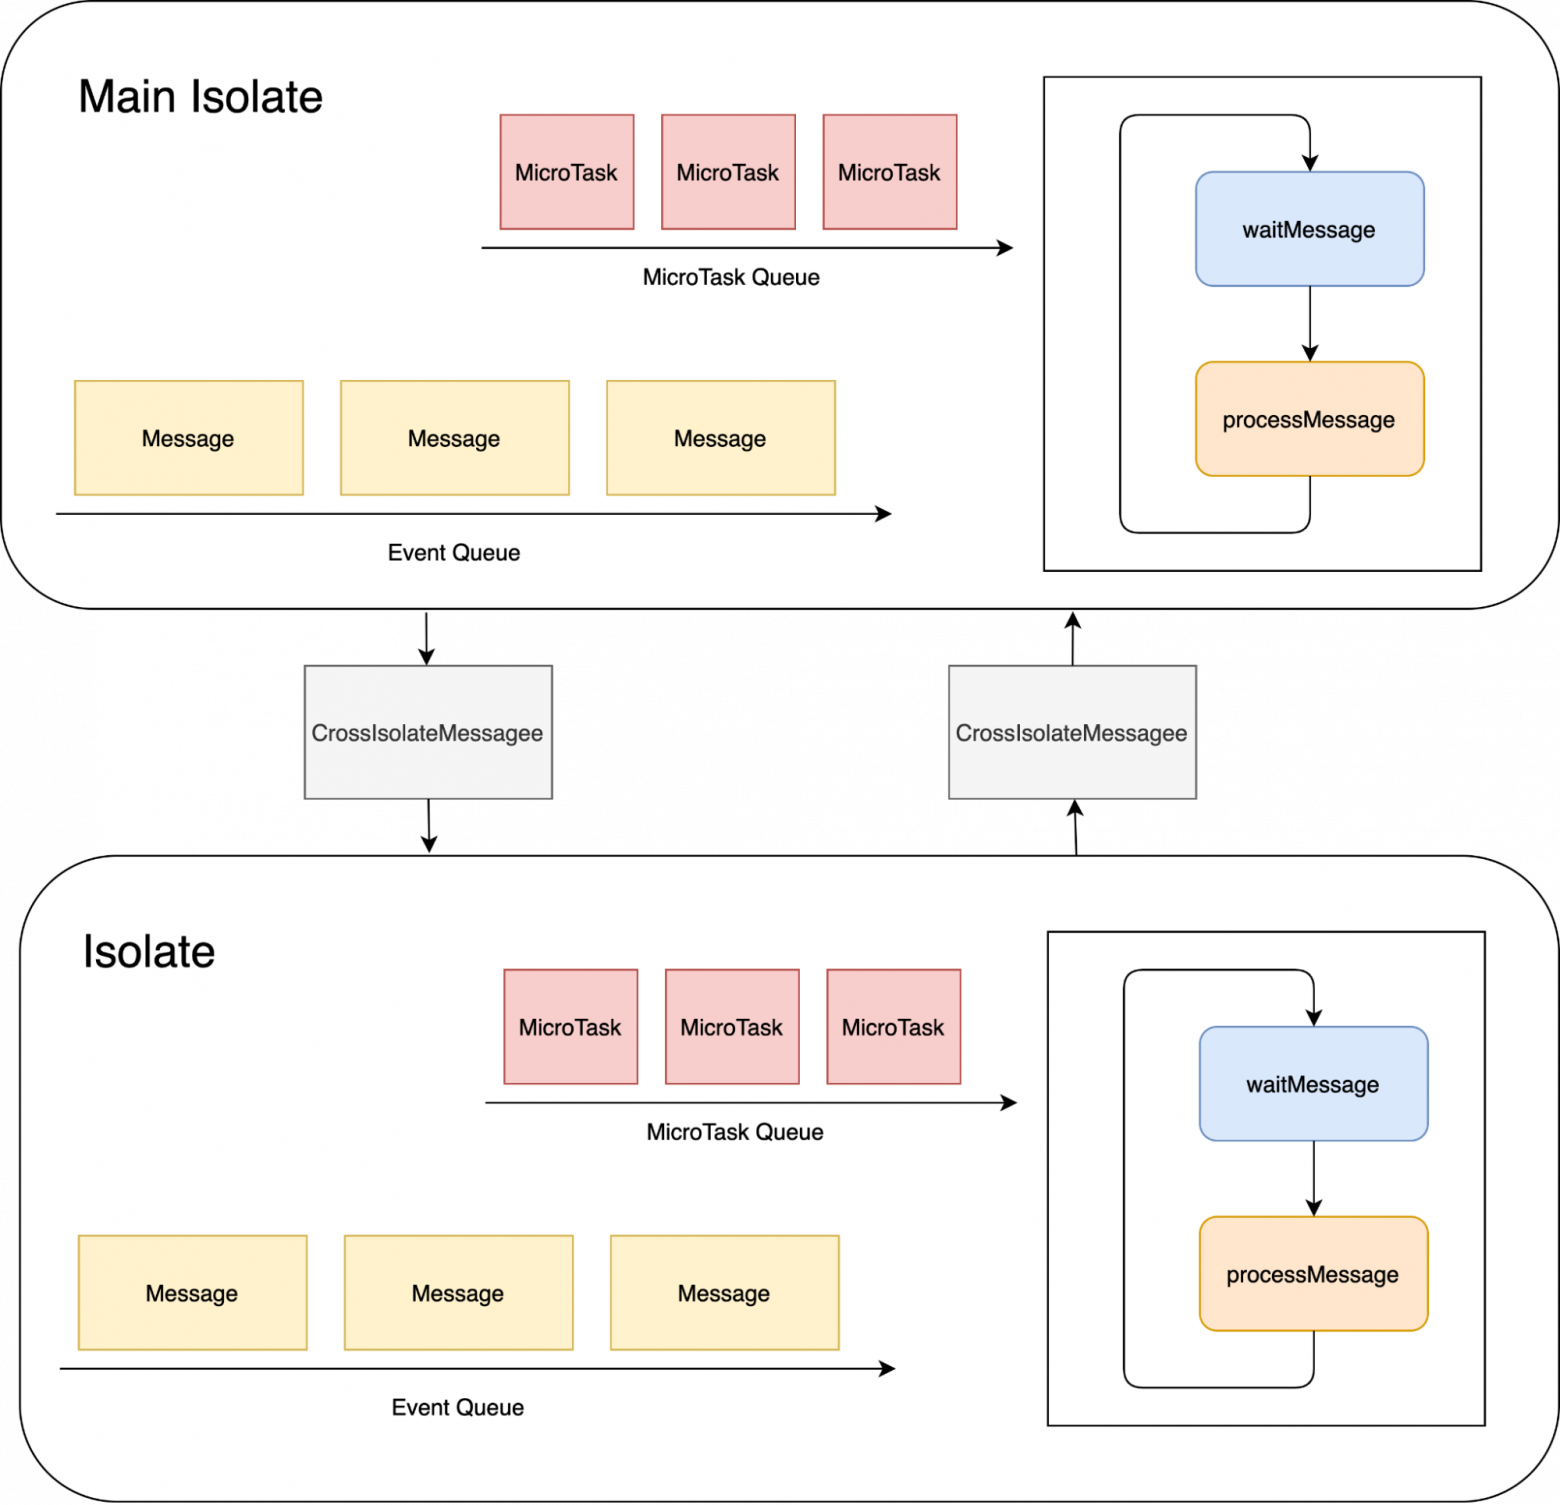 Main Isolate
MicroTask
MicroTask
MicroTask
MicroTask Queue
waitMessage
processMessage
Message
Message
Message
Event Queue
CrossIsolateMessagee
CrossIsolateMessagee
Isolate
MicroTask
MicroTask
MicroTask
MicroTask Queue
waitMessage
processMessage
Message
Message
Message
Event Queue